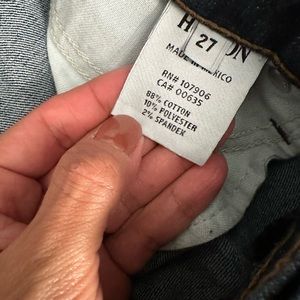 27
MADE IN MEXICO
RN# 107906
CA# 00635
88% COTTON
10% POLYESTER
2% SPANDEX